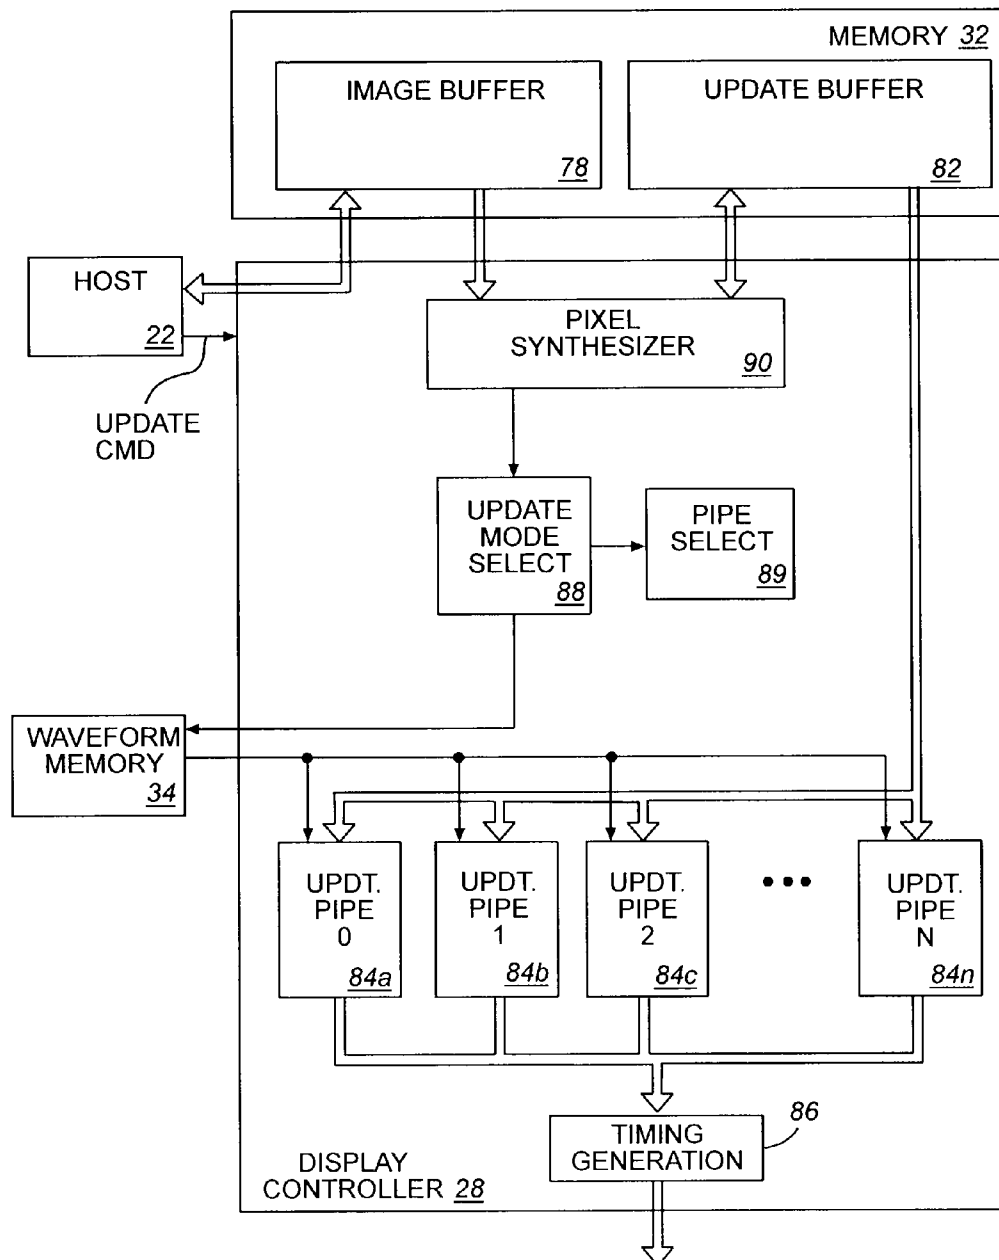 MEMORY 32
IMAGE BUFFER
78
UPDATE BUFFER
82
HOST
22
UPDATE
CMD
PIXEL
SYNTHESIZER
90
UPDATE
MODE
SELECT
88
PIPE
SELECT
89
WAVEFORM
MEMORY
34
UPDT.
PIPE
0
84a
UPDT.
PIPE
1
84b
UPDT.
PIPE
2
84c
UPDT.
PIPE
N
84n
TIMING
GENERATION
86
DISPLAY
CONTROLLER 28